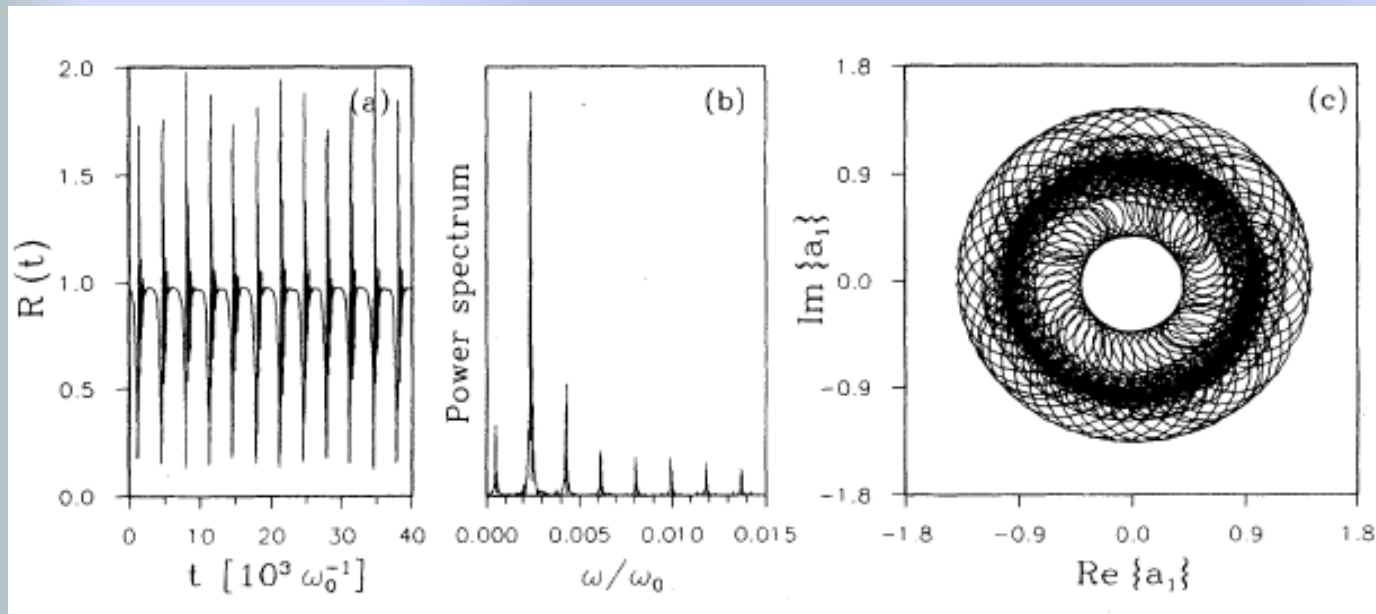 2.0
1.5
1.0
0.5
0.0
R (t)
(a)
0 10 20 30 40
t [10³ ω₀⁻¹]
Power spectrum
(b)
0.000 0.005 0.010 0.015
ω/ω₀
1.8
0.9
0.0
−0.9
−1.8
Im {a₁}
(c)
−1.8 −0.9 0.0 0.9 1.8
Re {a₁}